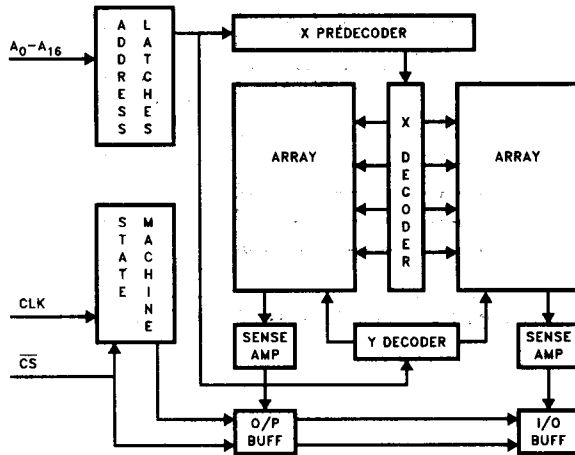 A0-A16
ADDRESS LATCHES
X PREDECODER
ARRAY
X DECODER
ARRAY
STATE MACHINE
CLK
CS
SENSE AMP
Y DECODER
SENSE AMP
O/P BUFF
I/O BUFF